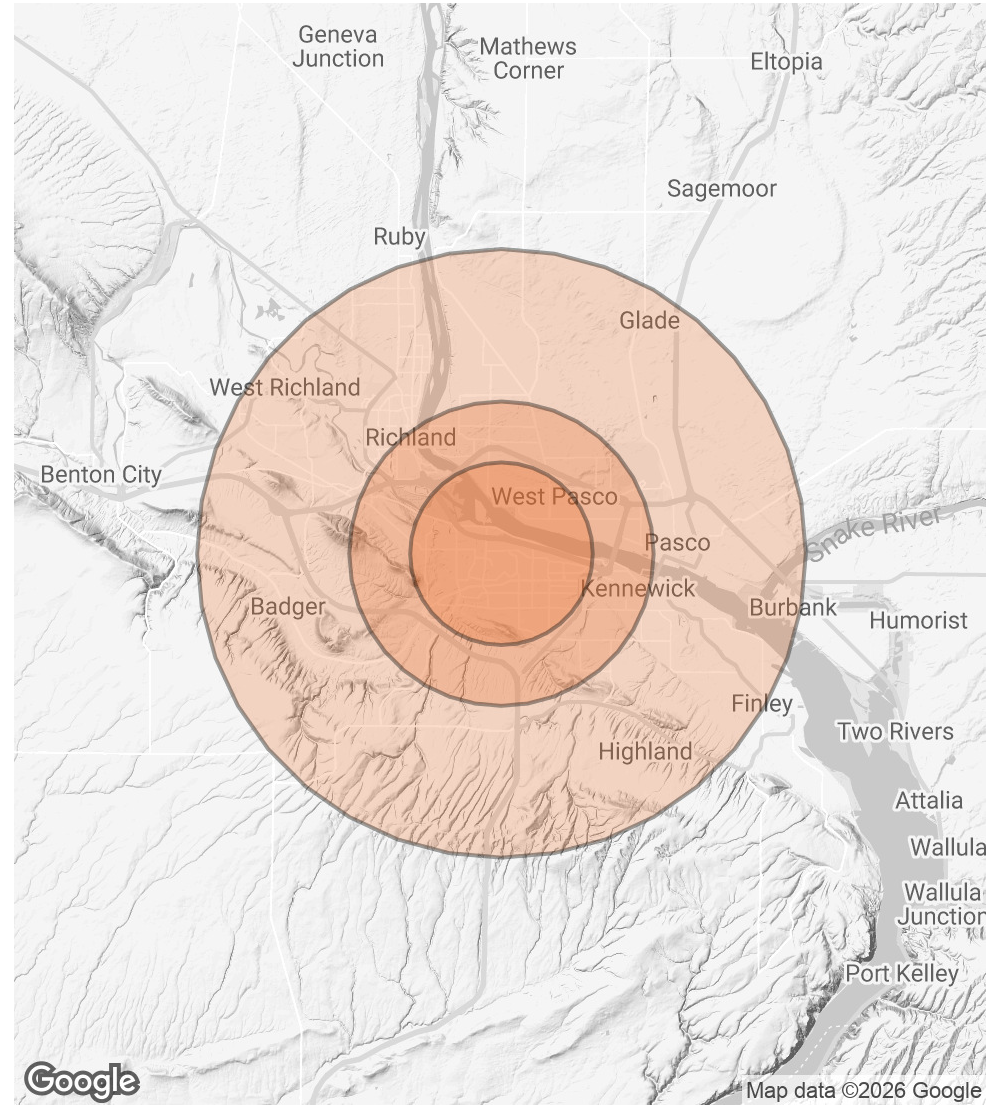 Geneva
Junction
Mathews
Corner
Eltopia
Sagemoor
Ruby
Glade
West Richland
Richland
Benton City
West Pasco
Snake River
Pasco
Kennewick
Badger
Burbank
Humorist
Finley
Two Rivers
Highland
Attalia
Wallula
Wallula
Junction
Port Kelley
Google
Map data ©2026 Google